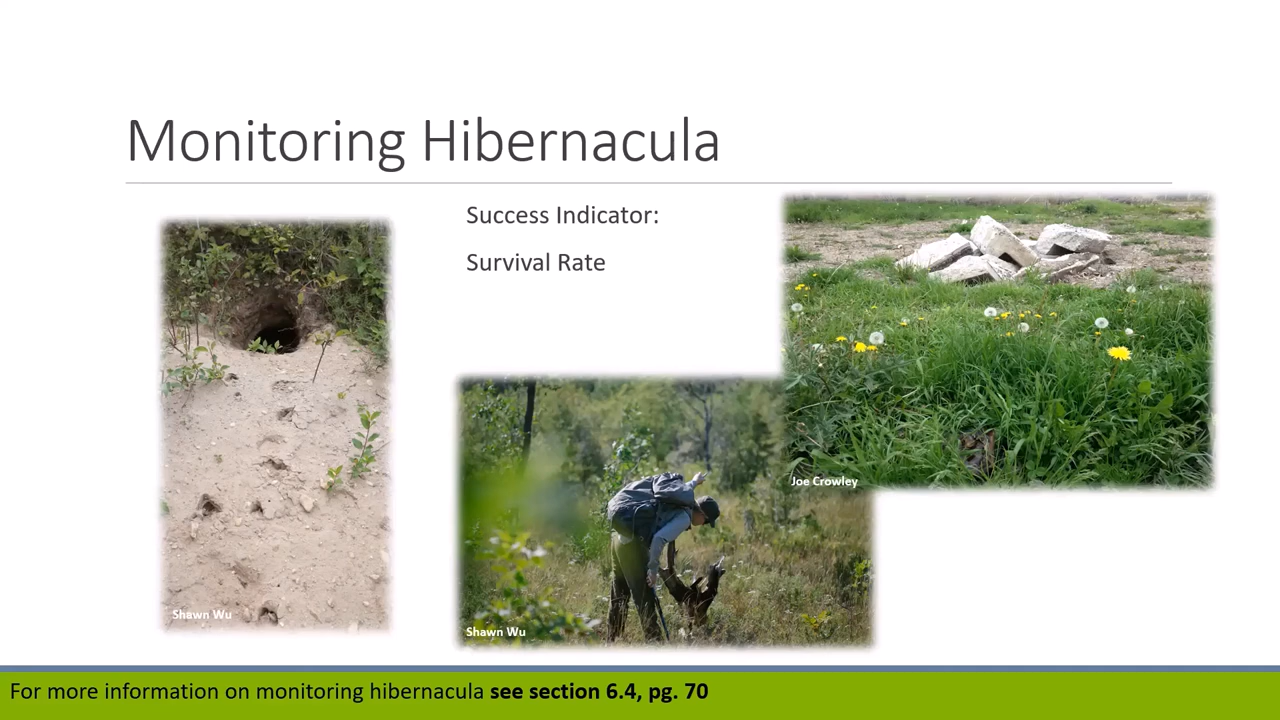 Monitoring Hibernacula
Success Indicator:
Survival Rate
Joe Crowley
Shawn Wu
Shawn Wu
For more information on monitoring hibernacula see section 6.4, pg. 70